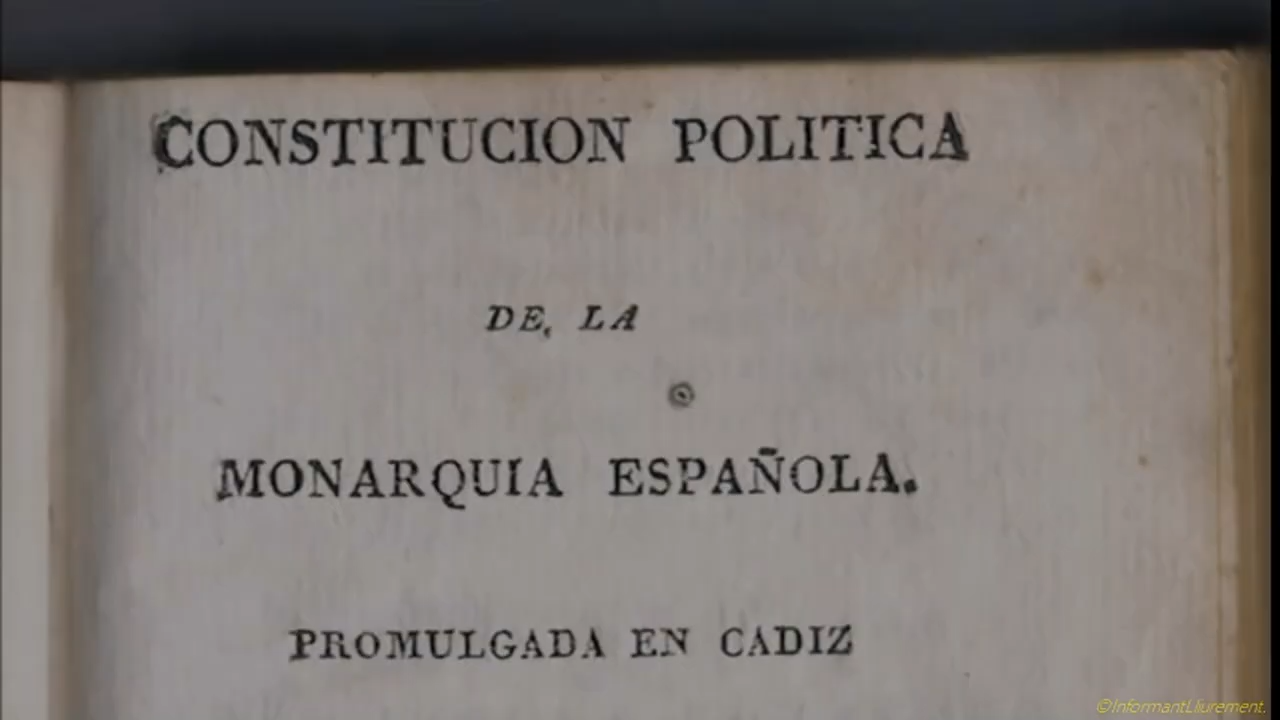 CONSTITUCION POLITICA
DE LA
MONARQUIA ESPAÑOLA.
PROMULGADA EN CADIZ
©InformantLliurement.